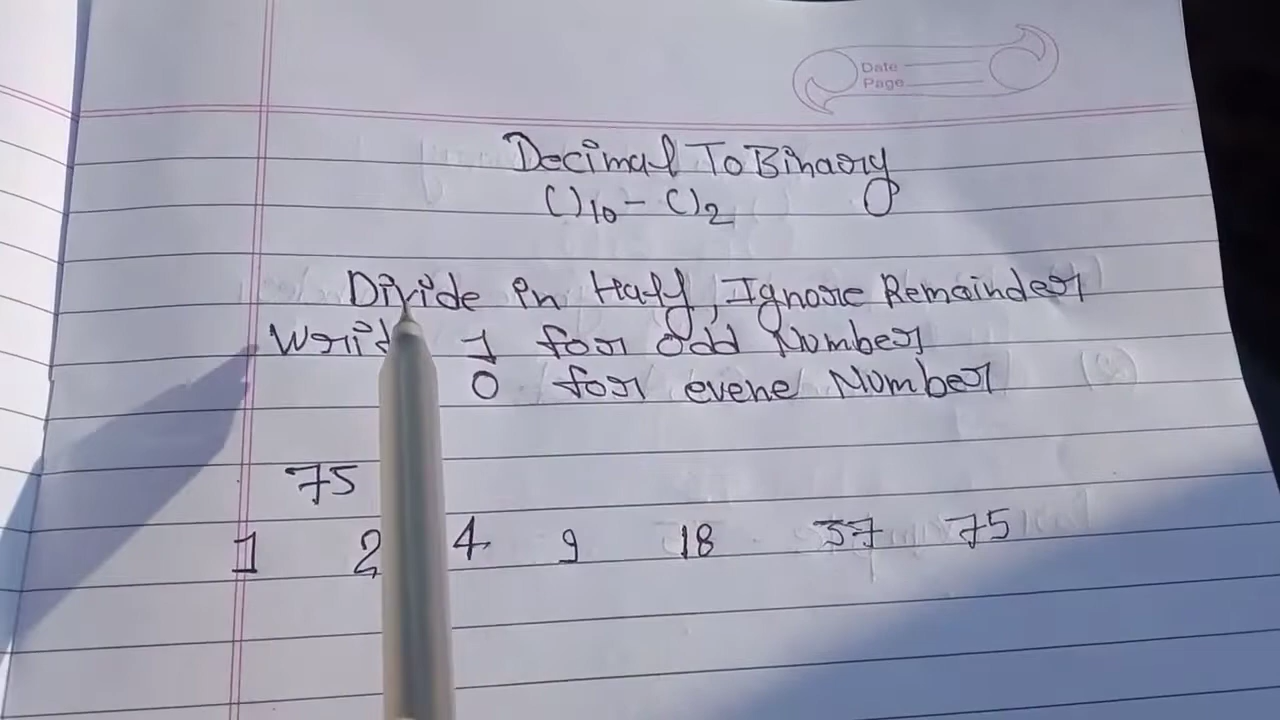 Date
Page
Decimal To Binary
()10 - ()2
Divide in Half, Ignore Remainder
1 for odd Number
0 for evene Number
75
1 2 4 9 18 37 75